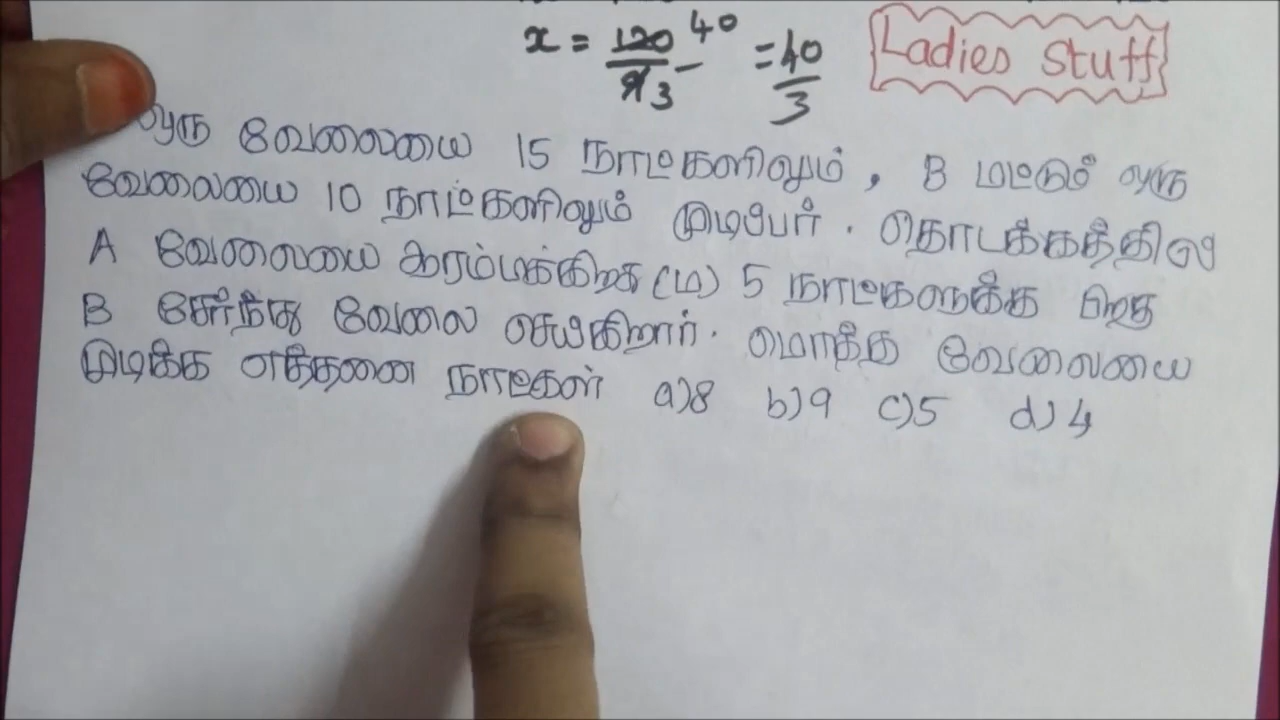 x = 120/9 3 40 = 40/3
Ladies Stuff
ஒரு வேலையை 15 நாட்களிலும் , B மட்டும் ஒரு
வேலையை 10 நாட்களிலும் முடிப்பர் . தொடக்கத்தில்
A வேலையை ஆரம்பிக்கிறார் (ம) 5 நாட்களுக்கு பிறகு
B சேர்ந்து வேலை செய்கிறார் . மொத்த வேலையை
முடிக்க எத்தனை நாட்கள் a)8 b)9 c)5 d)4